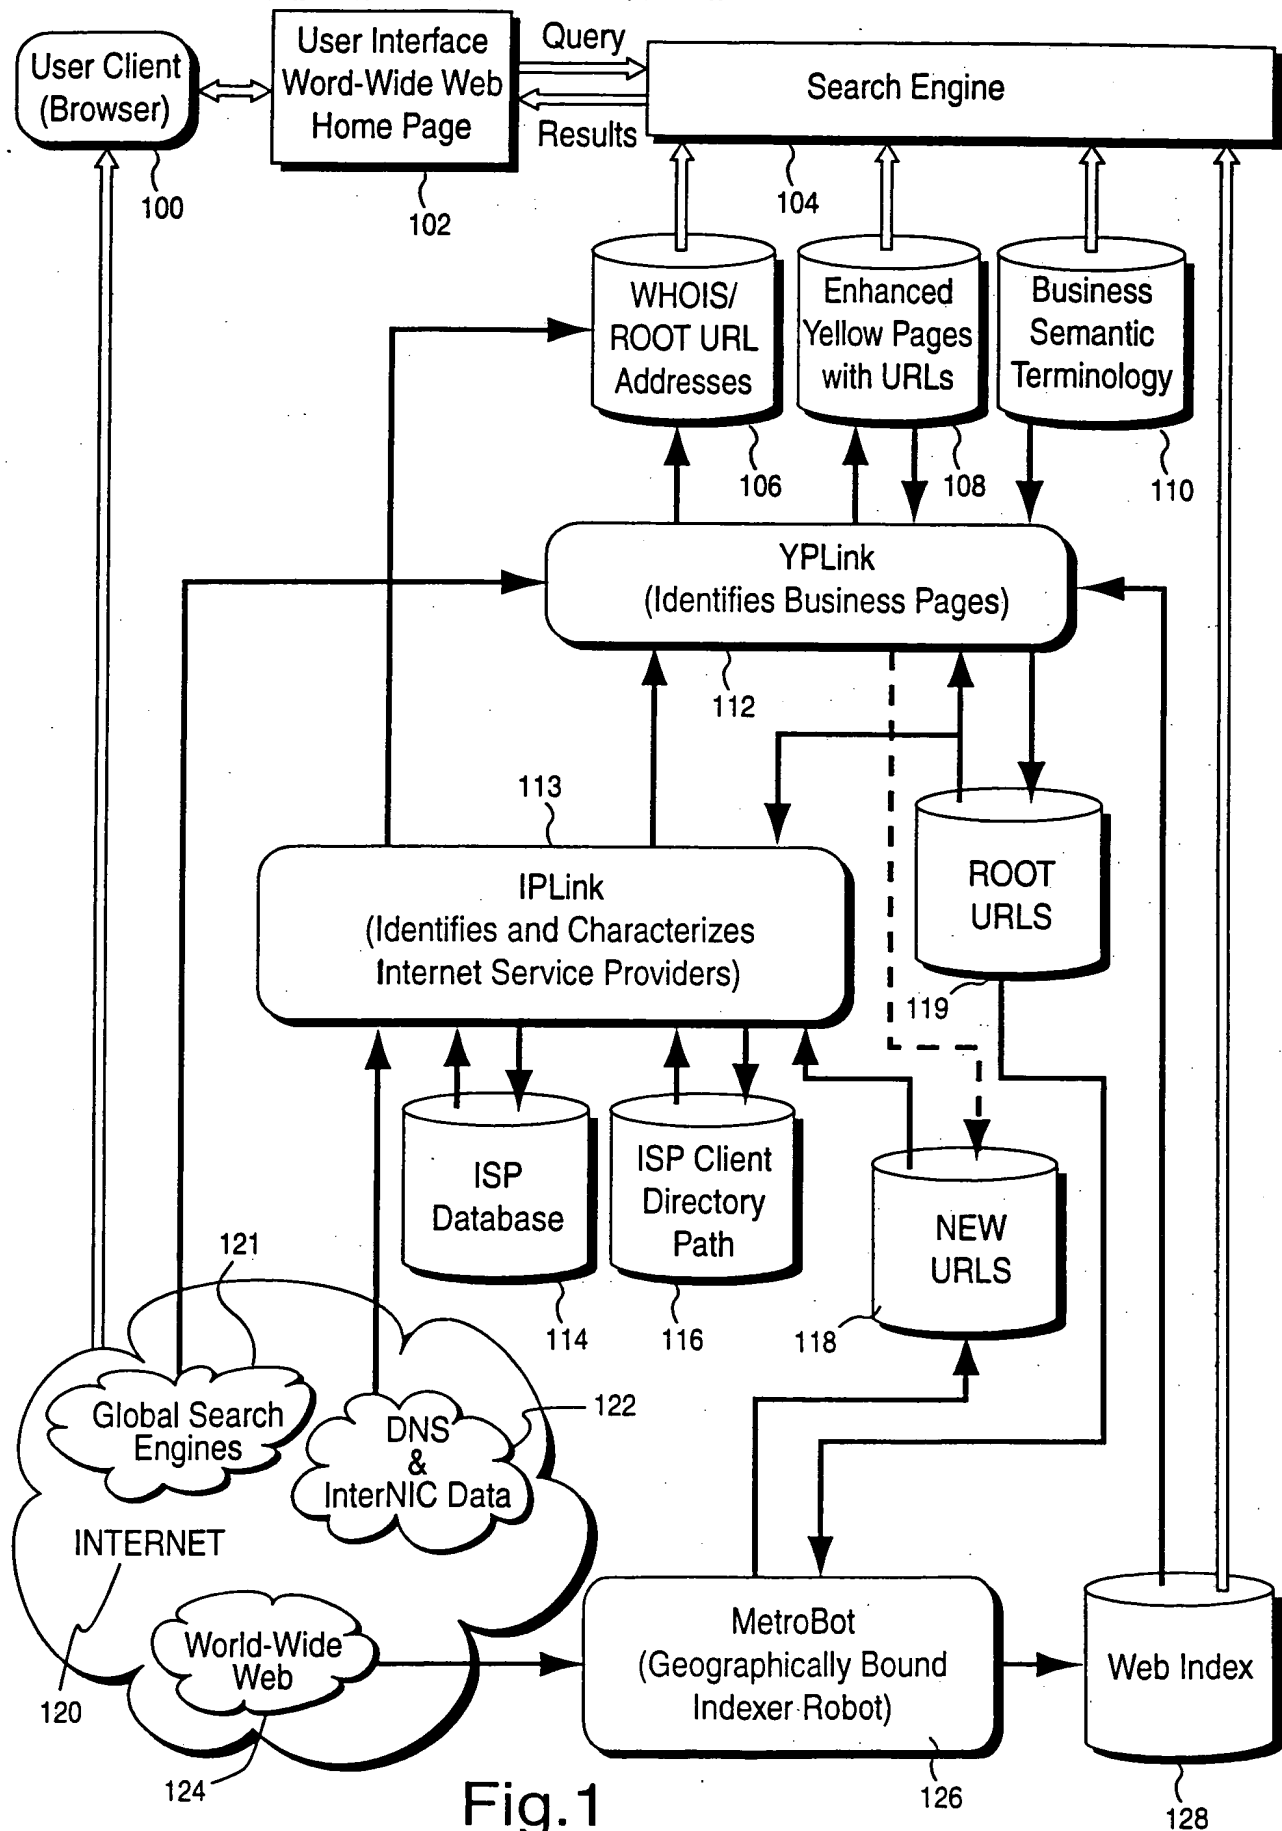 User Client
(Browser)
100
User Interface
Word-Wide Web
Home Page
102
Query
Results
Search Engine
104
WHOIS/
ROOT URL
Addresses
106
Enhanced
Yellow Pages
with URLs
108
Business
Semantic
Terminology
110
YPLink
(Identifies Business Pages)
112
113
IPLink
(Identifies and Characterizes
Internet Service Providers)
ROOT
URLS
119
ISP
Database
114
ISP Client
Directory
Path
116
NEW
URLS
118
121
Global Search
Engines
DNS
&
InterNIC Data
122
INTERNET
120
World-Wide
Web
124
MetroBot
(Geographically Bound
Indexer Robot)
126
Web Index
128
Fig.1